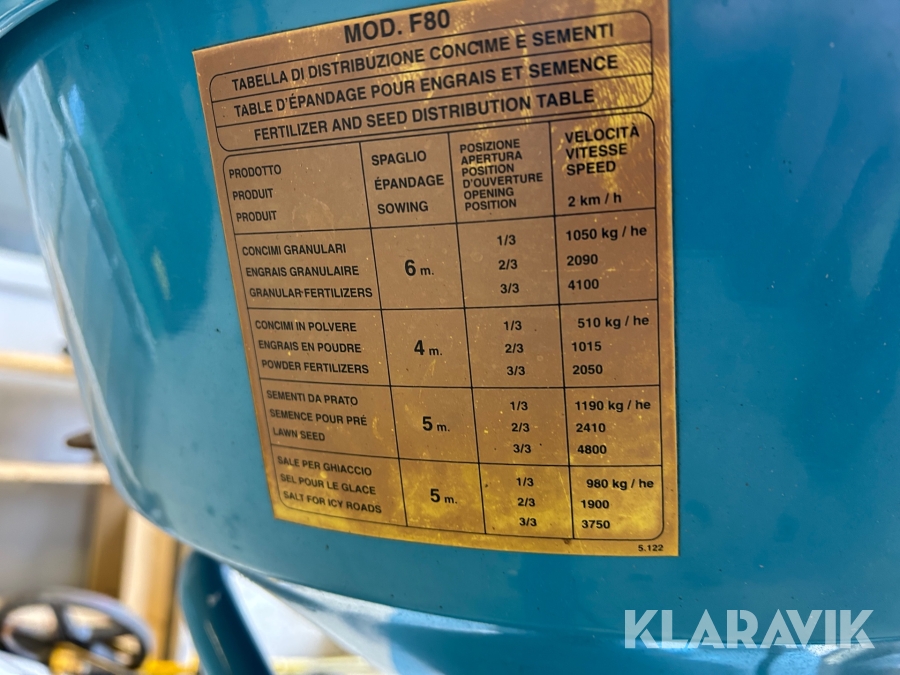 MOD. F80
TABELLA DI DISTRIBUZIONE CONCIME E SEMENTI
TABLE D'ÉPANDAGE POUR ENGRAIS ET SEMENCE
FERTILIZER AND SEED DISTRIBUTION TABLE
PRODOTTO
PRODUIT
PRODUIT
SPAGLIO
ÉPANDAGE
SOWING
POSIZIONE
APERTURA
POSITION
D'OUVERTURE
OPENING
POSITION
VELOCITÀ
VITESSE
SPEED
2 km / h
CONCIMI GRANULARI
ENGRAIS GRANULAIRE
GRANULAR FERTILIZERS
6 m.
1/3
2/3
3/3
1050 kg / he
2090
4100
CONCIMI IN POLVERE
ENGRAIS EN POUDRE
POWDER FERTILIZERS
4 m.
1/3
2/3
3/3
510 kg / he
1015
2050
SEMENTI DA PRATO
SEMENCE POUR PRÉ
LAWN SEED
5 m.
1/3
2/3
3/3
1190 kg / he
2410
4800
SALE PER GHIACCIO
SEL POUR LE GLACE
SALT FOR ICY ROADS
5 m.
1/3
2/3
3/3
980 kg / he
1900
3750
5.122
KLARAVIK